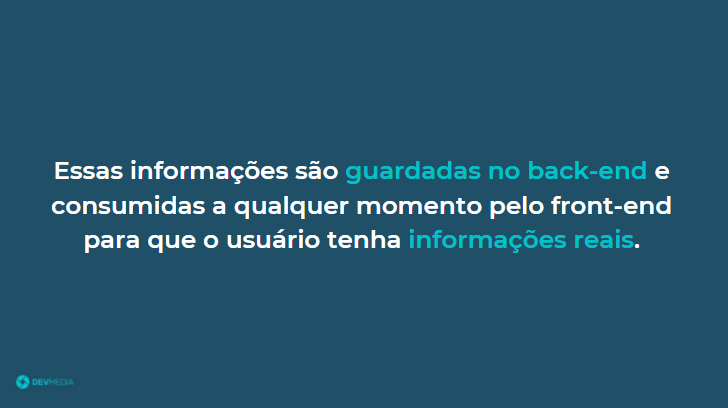 Essas informações são guardadas no back-end e
consumidas a qualquer momento pelo front-end
para que o usuário tenha informações reais.
DEVMEDIA